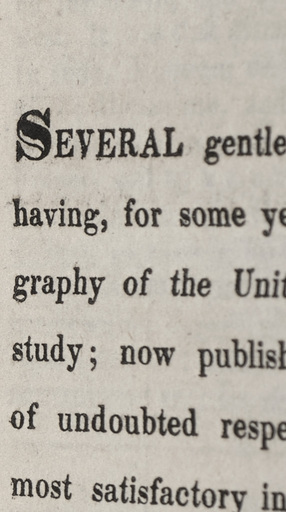 SEVERAL gentle
having, for some ye
graphy of the Unit
study; now publish
of undoubted respe
most satisfactory in